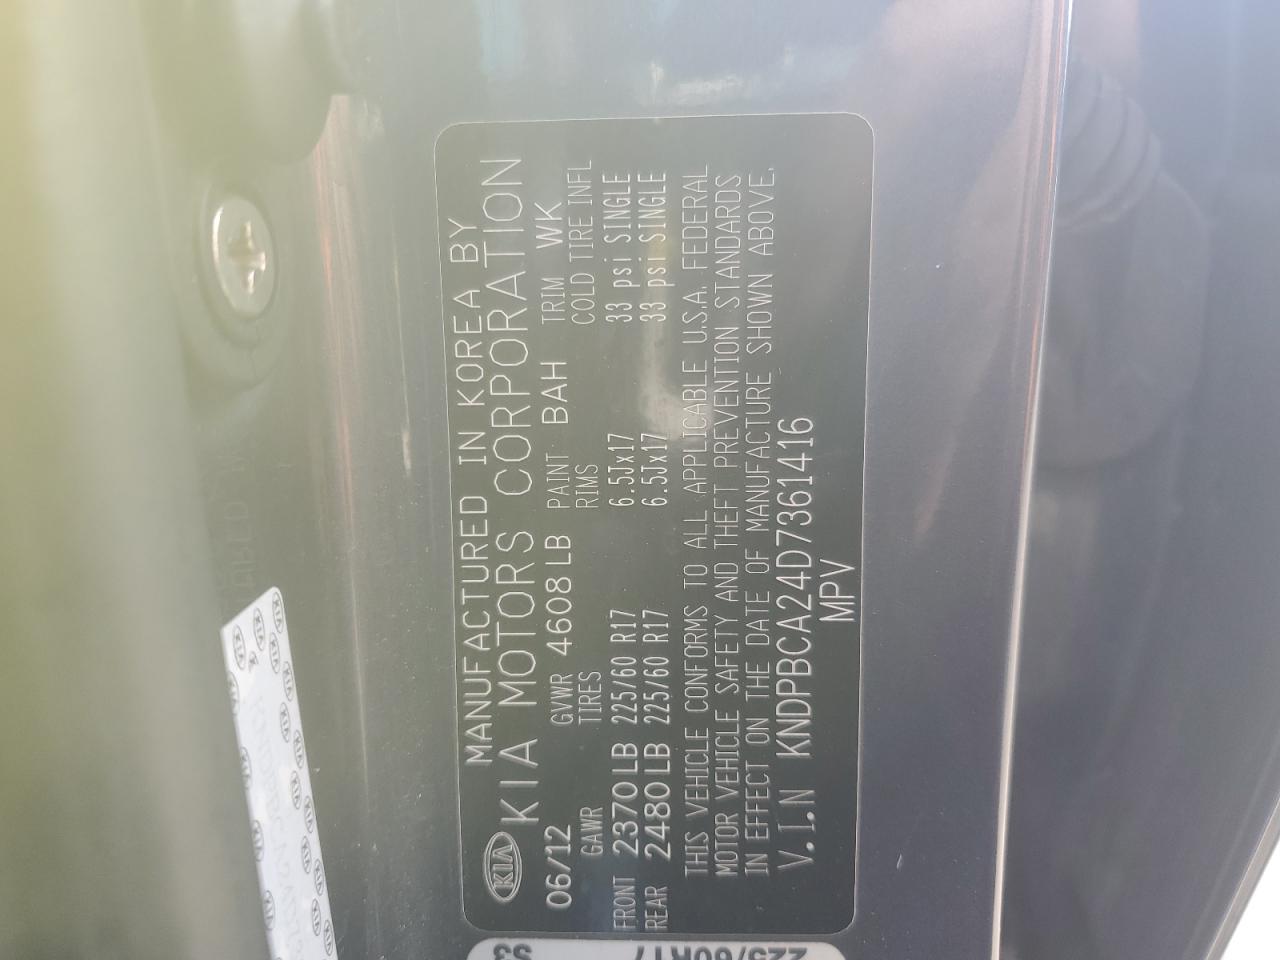 KIA
MANUFACTURED IN KOREA BY
KIA MOTORS CORPORATION
06/12 GVWR 4608 LB PAINT BAH TRIM WK
GAWR TIRES RIMS COLD TIRE INFL
FRONT 2370 LB 225/60 R17 6.5Jx17 33 psi SINGLE
REAR 2480 LB 225/60 R17 6.5Jx17 33 psi SINGLE
THIS VEHICLE CONFORMS TO ALL APPLICABLE U.S.A. FEDERAL
MOTOR VEHICLE SAFETY AND THEFT PREVENTION STANDARDS
IN EFFECT ON THE DATE OF MANUFACTURE SHOWN ABOVE.
V.I.N KNDPBCA24D7361416
MPV
225/60R17